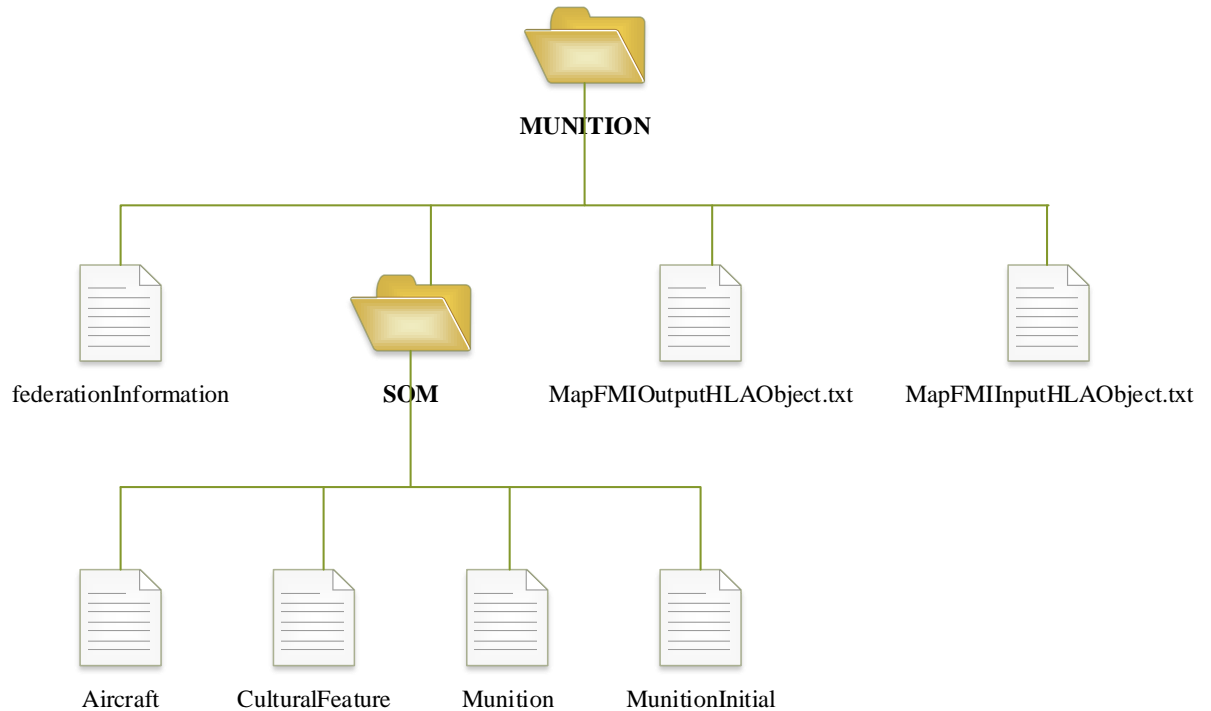 MUNITION
federationInformation
SOM
MapFMIOutputHLAObject.txt
MapFMIInputHLAObject.txt
Aircraft
CulturalFeature
Munition
MunitionInitial